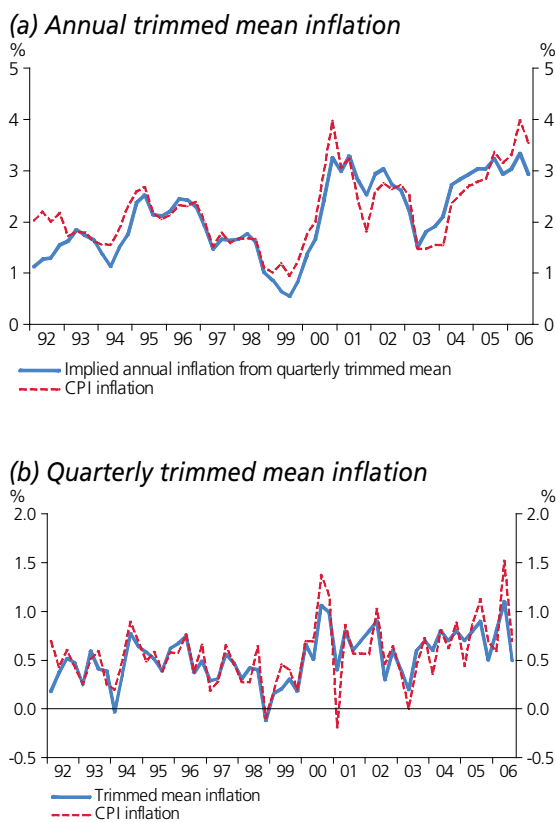 (a) Annual trimmed mean inflation
% %
5 5
4 4
3 3
2 2
1 1
0 0
92 93 94 95 96 97 98 99 00 01 02 03 04 05 06
Implied annual inflation from quarterly trimmed mean
CPI inflation
(b) Quarterly trimmed mean inflation
% %
2.0 2.0
1.5 1.5
1.0 1.0
0.5 0.5
0.0 0.0
-0.5 -0.5
92 93 94 95 96 97 98 99 00 01 02 03 04 05 06
Trimmed mean inflation
CPI inflation